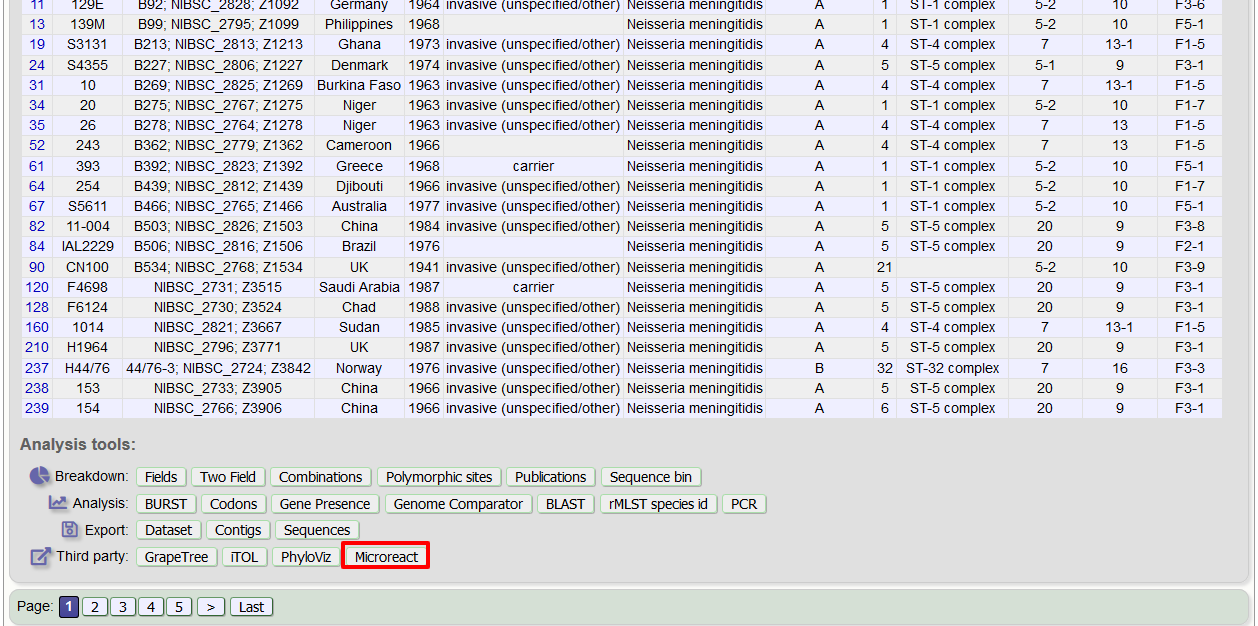 11 129E B92; NIBSC_2828; Z1092 Germany 1964 invasive (unspecified/other) Neisseria meningitidis A 1 ST-1 complex 5-2 10 F3-6
13 139M B99; NIBSC_2795; Z1099 Philippines 1968 Neisseria meningitidis A 1 ST-1 complex 5-2 10 F5-1
19 S3131 B213; NIBSC_2813; Z1213 Ghana 1973 invasive (unspecified/other) Neisseria meningitidis A 4 ST-4 complex 7 13-1 F1-5
24 S4355 B227; NIBSC_2806; Z1227 Denmark 1974 invasive (unspecified/other) Neisseria meningitidis A 5 ST-5 complex 5-1 9 F3-1
31 10 B269; NIBSC_2825; Z1269 Burkina Faso 1963 invasive (unspecified/other) Neisseria meningitidis A 4 ST-4 complex 7 13-1 F1-5
34 20 B275; NIBSC_2767; Z1275 Niger 1963 invasive (unspecified/other) Neisseria meningitidis A 1 ST-1 complex 5-2 10 F1-7
35 26 B278; NIBSC_2764; Z1278 Niger 1963 invasive (unspecified/other) Neisseria meningitidis A 4 ST-4 complex 7 13 F1-5
52 243 B362; NIBSC_2779; Z1362 Cameroon 1966 Neisseria meningitidis A 4 ST-4 complex 7 13 F1-5
61 393 B392; NIBSC_2823; Z1392 Greece 1968 carrier Neisseria meningitidis A 1 ST-1 complex 5-2 10 F5-1
64 254 B439; NIBSC_2812; Z1439 Djibouti 1966 invasive (unspecified/other) Neisseria meningitidis A 1 ST-1 complex 5-2 10 F1-7
67 S5611 B466; NIBSC_2765; Z1466 Australia 1977 invasive (unspecified/other) Neisseria meningitidis A 1 ST-1 complex 5-2 10 F5-1
82 11-004 B503; NIBSC_2826; Z1503 China 1984 invasive (unspecified/other) Neisseria meningitidis A 5 ST-5 complex 20 9 F3-8
84 IAL2229 B506; NIBSC_2816; Z1506 Brazil 1976 Neisseria meningitidis A 5 ST-5 complex 20 9 F2-1
90 CN100 B534; NIBSC_2768; Z1534 UK 1941 invasive (unspecified/other) Neisseria meningitidis A 21 5-2 10 F3-9
120 F4698 NIBSC_2731; Z3515 Saudi Arabia 1987 carrier Neisseria meningitidis A 5 ST-5 complex 20 9 F3-1
128 F6124 NIBSC_2730; Z3524 Chad 1988 invasive (unspecified/other) Neisseria meningitidis A 5 ST-5 complex 20 9 F3-1
160 1014 NIBSC_2821; Z3667 Sudan 1985 invasive (unspecified/other) Neisseria meningitidis A 4 ST-4 complex 7 13-1 F1-5
210 H1964 NIBSC_2796; Z3771 UK 1987 invasive (unspecified/other) Neisseria meningitidis A 5 ST-5 complex 20 9 F3-1
237 H44/76 44/76-3; NIBSC_2724; Z3842 Norway 1976 invasive (unspecified/other) Neisseria meningitidis B 32 ST-32 complex 7 16 F3-3
238 153 NIBSC_2733; Z3905 China 1966 invasive (unspecified/other) Neisseria meningitidis A 5 ST-5 complex 20 9 F3-1
239 154 NIBSC_2766; Z3906 China 1966 invasive (unspecified/other) Neisseria meningitidis A 6 ST-5 complex 20 9 F3-1
Analysis tools:
Breakdown: Fields Two Field Combinations Polymorphic sites Publications Sequence bin
Analysis: BURST Codons Gene Presence Genome Comparator BLAST rMLST species id PCR
Export: Dataset Contigs Sequences
Third party: GrapeTree iTOL PhyloViz Microreact
Page: 1 2 3 4 5 > Last